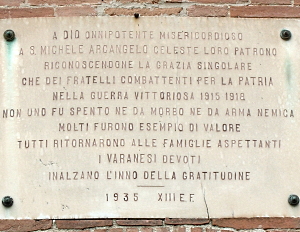 A DIO ONNIPOTENTE MISERICORDIOSO
A S. MICHELE ARCANGELO CELESTE LORO PATRONO
RICONOSCENDONE LA GRAZIA SINGOLARE
CHE DEI FRATELLI COMBATTENTI PER LA PATRIA
NELLA GUERRA VITTORIOSA 1915 1918
NON UNO FU SPENTO NE DA MORBO NE DA ARMA NEMICA
MOLTI FURONO ESEMPIO DI VALORE
TUTTI RITORNARONO ALLE FAMIGLIE ASPETTANTI
I VARANESI DEVOTI
INALZANO L'INNO DELLA GRATITUDINE
1935 XIII E.F.